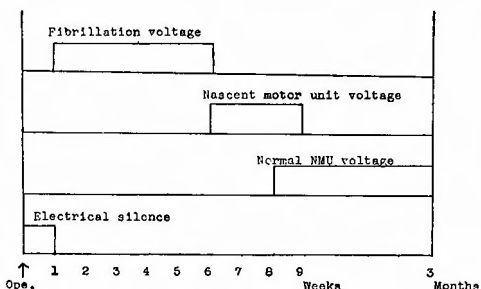 Fibrillation voltage
Nascent motor unit voltage
Normal NMU voltage
Electrical silence
1 2 3 4 5 6 7 8 9 3
Ope. Weeks Months